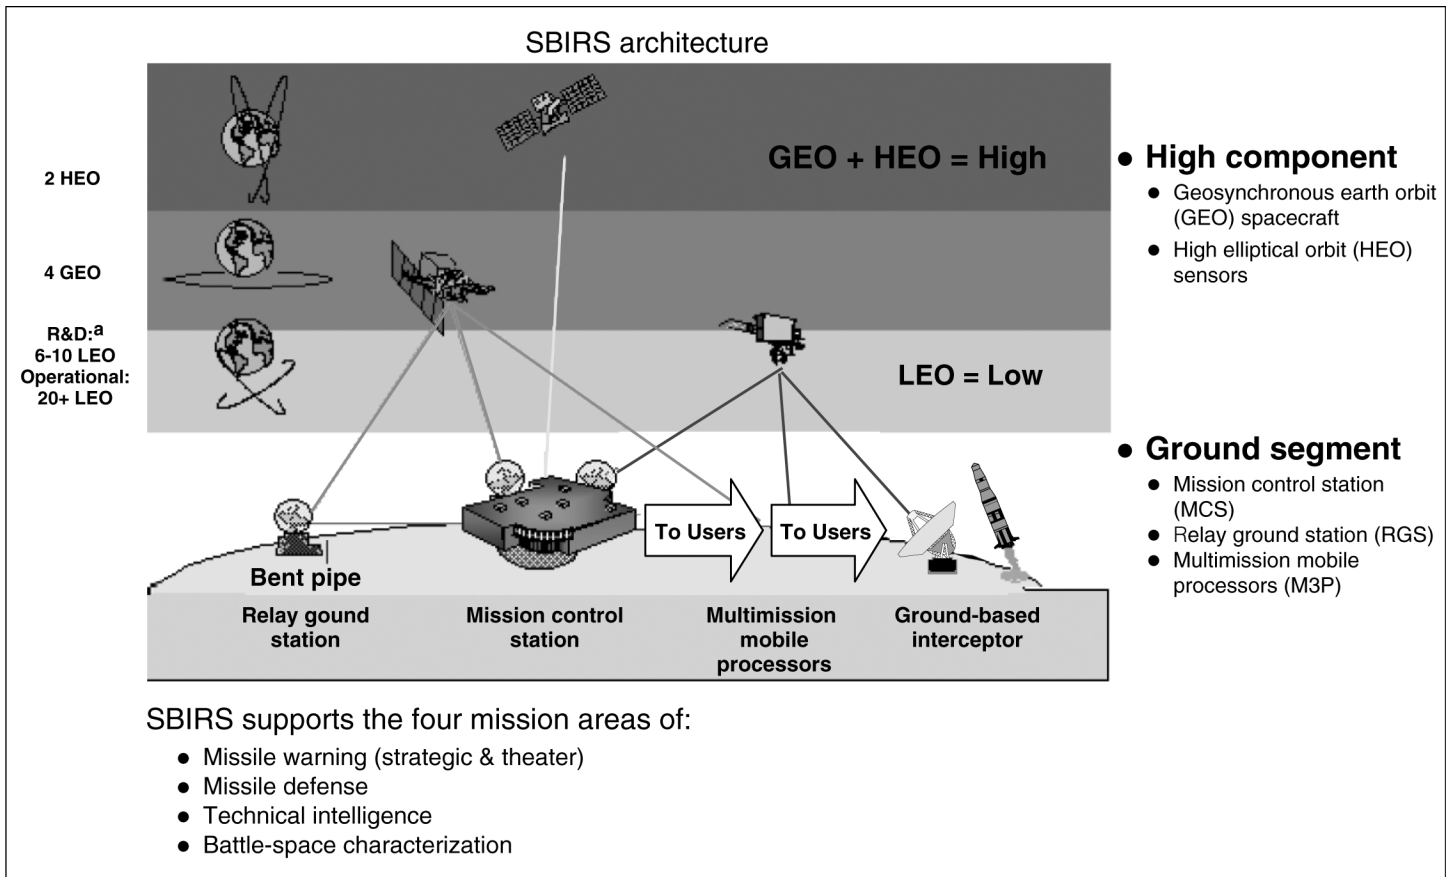 SBIRS architecture
2 HEO
4 GEO
R&D:a
6-10 LEO
Operational:
20+ LEO
GEO + HEO = High
LEO = Low
To Users
To Users
Bent pipe
Relay gound
station
Mission control
station
Multimission
mobile
processors
Ground-based
interceptor
● High component
● Geosynchronous earth orbit
(GEO) spacecraft
● High elliptical orbit (HEO)
sensors
● Ground segment
● Mission control station
(MCS)
● Relay ground station (RGS)
● Multimission mobile
processors (M3P)
SBIRS supports the four mission areas of:
● Missile warning (strategic & theater)
● Missile defense
● Technical intelligence
● Battle-space characterization